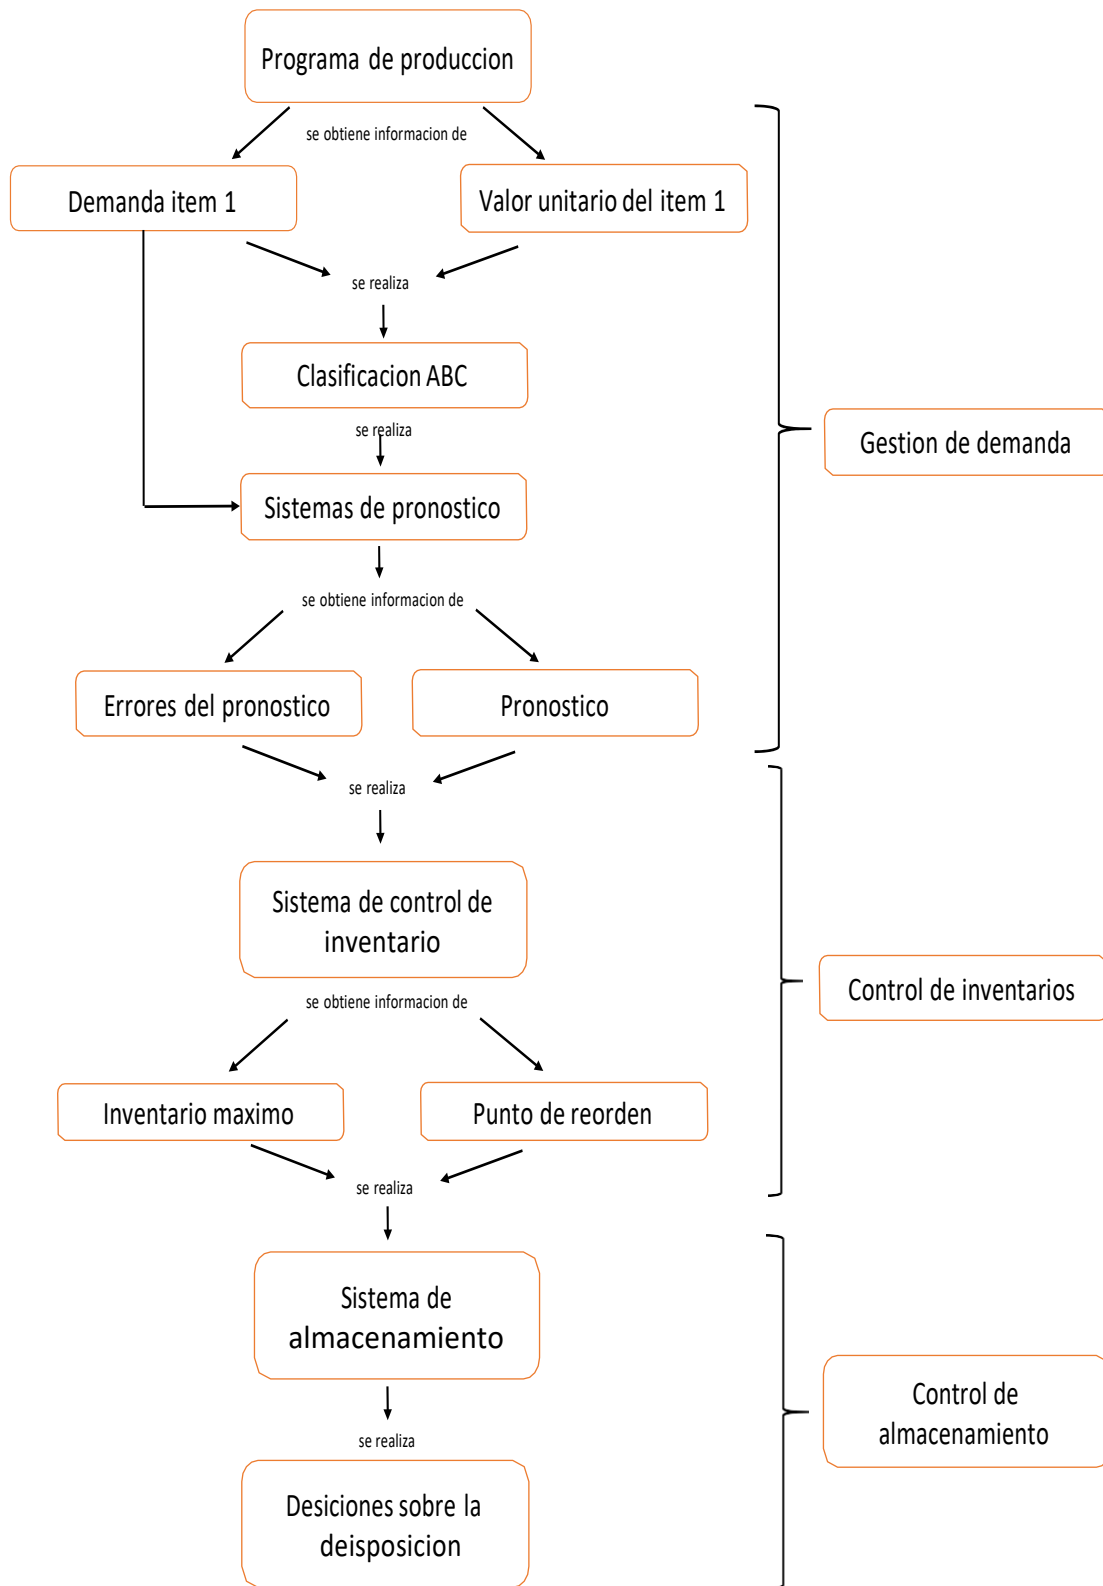 Programa de produccion
se obtiene informacion de
Demanda item 1
Valor unitario del item 1
se realiza
Clasificacion ABC
se realiza
Gestion de demanda
Sistemas de pronostico
se obtiene informacion de
Errores del pronostico
Pronostico
se realiza
Sistema de control de
inventario
Control de inventarios
se obtiene informacion de
Inventario maximo
Punto de reorden
se realiza
Sistema de
almacenamiento
Control de
almacenamiento
se realiza
Desiciones sobre la
deisposicion